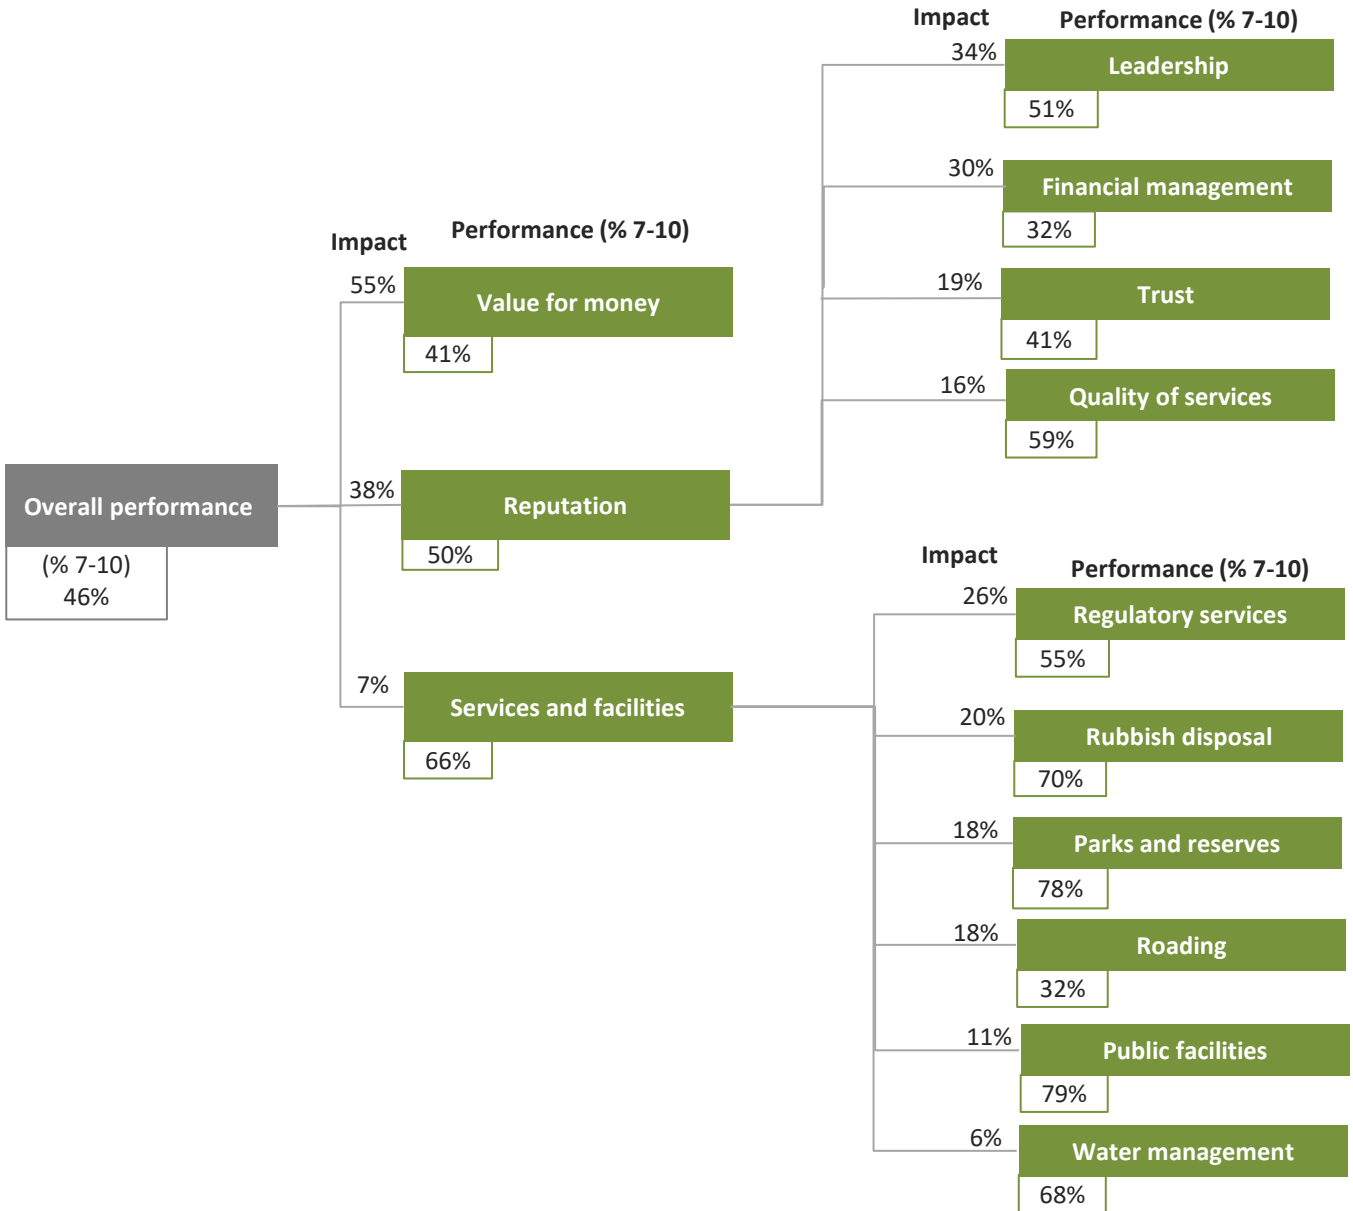 Impact
Performance (% 7-10)
34%
Leadership
51%
30%
Financial management
32%
19%
Trust
41%
16%
Quality of services
59%
Impact
Performance (% 7-10)
55%
Value for money
41%
38%
Reputation
50%
7%
Services and facilities
66%
Overall performance
(% 7-10)
46%
Impact
Performance (% 7-10)
26%
Regulatory services
55%
20%
Rubbish disposal
70%
18%
Parks and reserves
78%
18%
Roading
32%
11%
Public facilities
79%
6%
Water management
68%